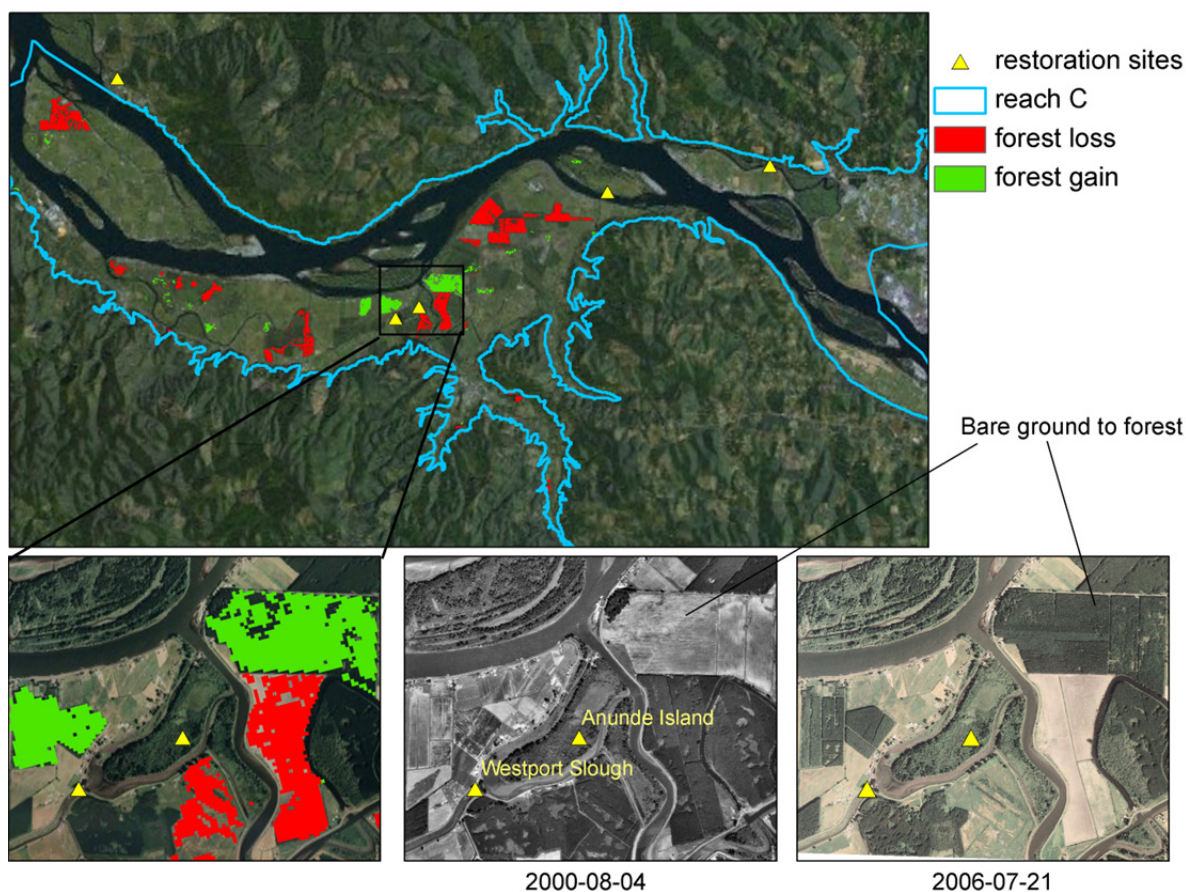 restoration sites
reach C
forest loss
forest gain
Bare ground to forest
Anunde Island
Westport Slough
2000-08-04
2006-07-21